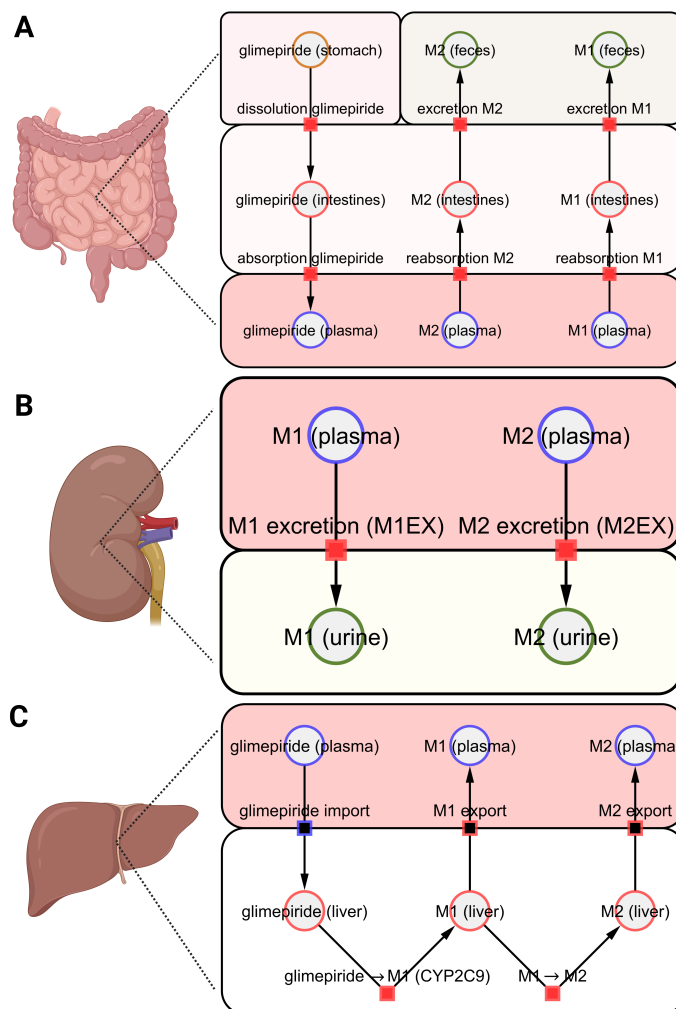 A
glimepiride (stomach)
M2 (feces)
M1 (feces)
dissolution glimepiride
excretion M2
excretion M1
glimepiride (intestines)
M2 (intestines)
M1 (intestines)
absorption glimepiride
reabsorption M2
reabsorption M1
glimepiride (plasma)
M2 (plasma)
M1 (plasma)
B
M1 (plasma)
M2 (plasma)
M1 excretion (M1EX)
M2 excretion (M2EX)
M1 (urine)
M2 (urine)
C
glimepiride (plasma)
M1 (plasma)
M2 (plasma
glimepiride import
M1 export
M2 export
glimepiride (liver)
M1 (liver)
M2 (liver)
glimepiride → M1 (CYP2C9)
M1 → M2